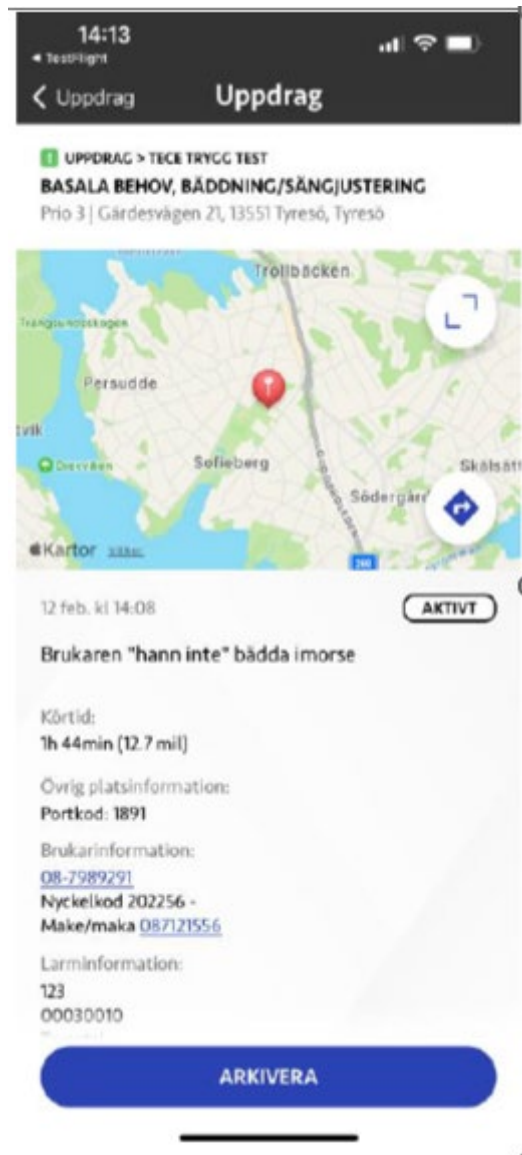 14:13
◀ TestFlight
Uppdrag
Uppdrag
UPPDRAG > TECE TRYGG TEST
BASALA BEHOV, BÄDDNING/SÄNGJUSTERING
Prio 3 | Gärdesvägen 21, 13551 Tyresö, Tyresö
Trollbäcken
Persudde
Sofieberg
Skälsätt
Södergår
Kartor
260
12 feb. kl 14:08
AKTIVT
Brukaren "hann inte" bädda imorse
Körtid:
1h 44min (12.7 mil)
Övrig platsinformation:
Portkod: 1891
Brukarinformation:
08-7989291
Nyckelkod 202256 -
Make/maka 087121556
Larminformation:
123
00030010
ARKIVERA